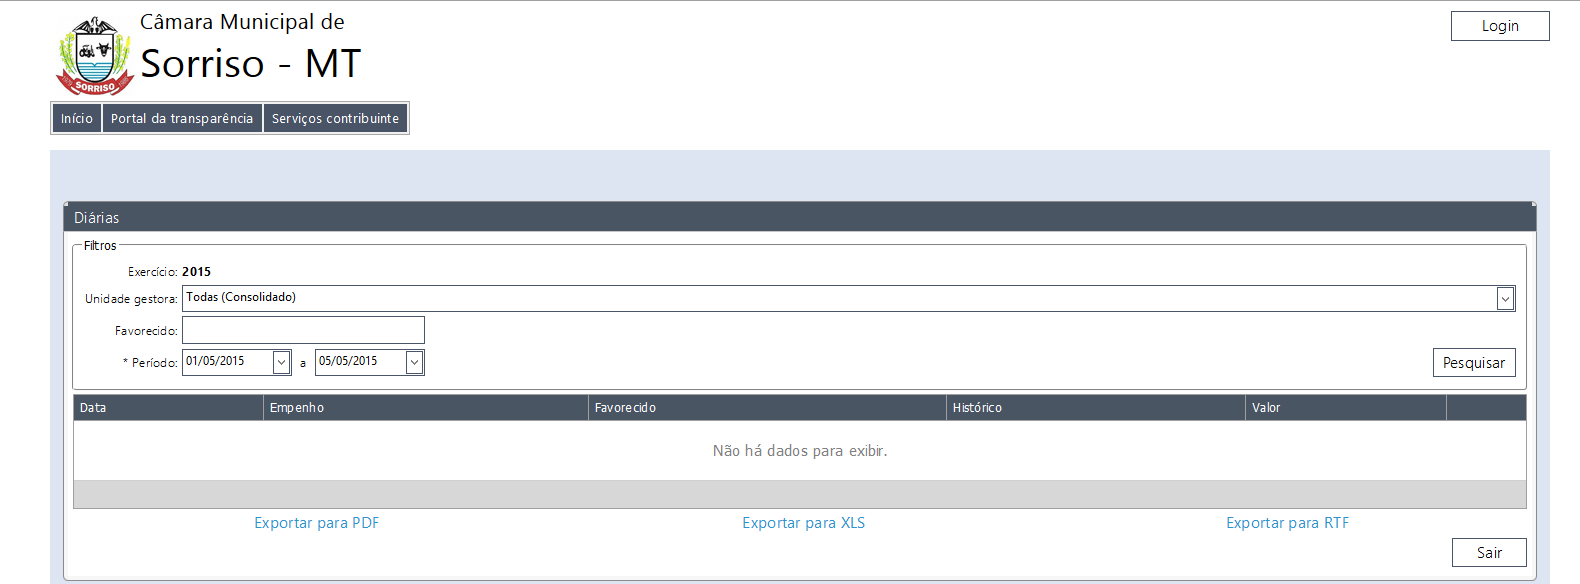 Câmara Municipal de
Sorriso - MT
Login
SORRISO
Início Portal da transparência Serviços contribuinte
Diárias
Filtros
Exercício: 2015
Unidade gestora: Todas (Consolidado)
Favorecido:
* Período: 01/05/2015 a 05/05/2015
Pesquisar
Data Empenho Favorecido Histórico Valor
Não há dados para exibir.
Exportar para PDF Exportar para XLS Exportar para RTF
Sair